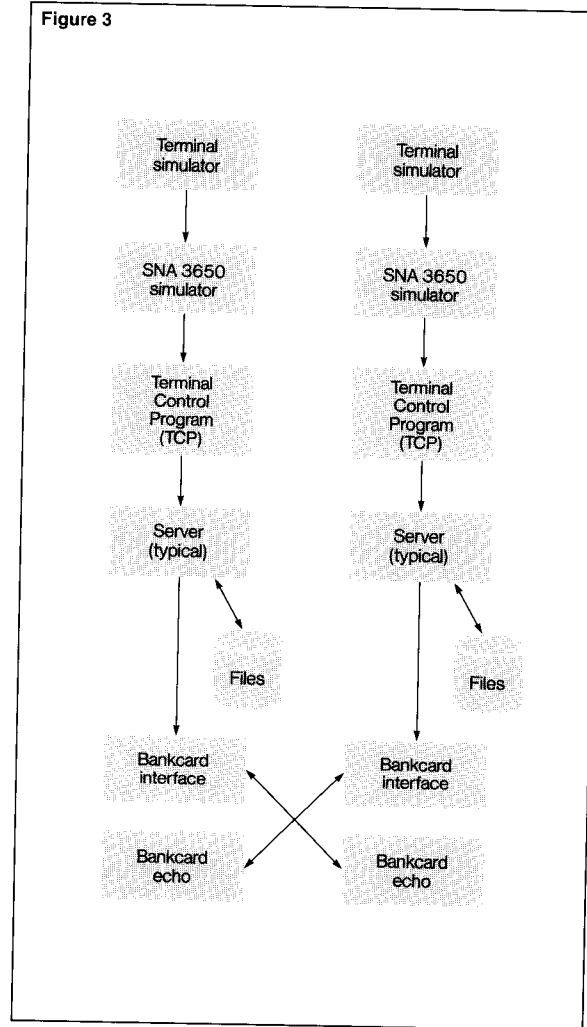 Figure 3
Terminal
simulator
Terminal
simulator
SNA 3650
simulator
SNA 3650
simulator
Terminal
Control
Program
(TCP)
Terminal
Control
Program
(TCP)
Server
(typical)
Server
(typical)
Files
Files
Bankcard
interface
Bankcard
interface
Bankcard
echo
Bankcard
echo